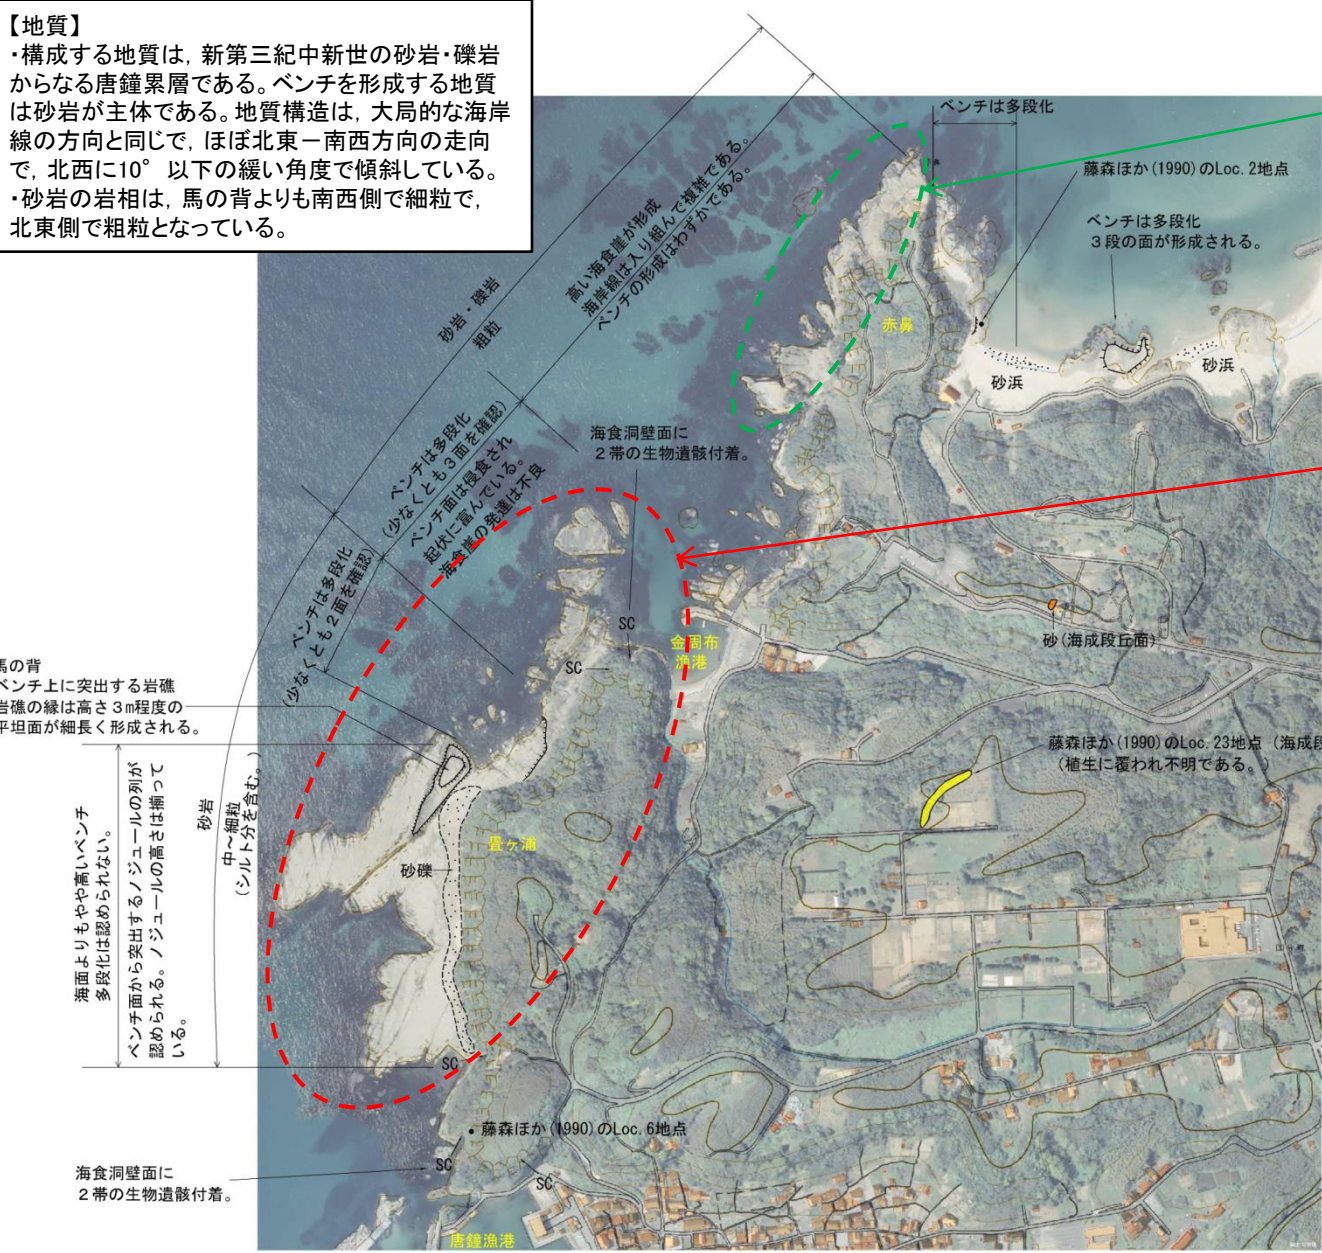 【地質】
・構成する地質は，新第三紀中新世の砂岩・礫岩
からなる唐鐘累層である。ベンチを形成する地質
は砂岩が主体である。地質構造は，大局的な海岸
線の方向と同じで，ほぼ北東－南西方向の走向
で，北西に10°以下の緩い角度で傾斜している。
・砂岩の岩相は，馬の背よりも南西側で細粒で，
北東側で粗粒となっている。
ベンチは多段化
藤森ほか(1990)のLoc.2地点
ベンチは多段化
３段の面が形成される。
高い海食崖が形成
海岸線は入り組んで複雑である。
ベンチの形成はわずかである。
砂岩・礫岩
粗粒
赤鼻
砂浜
砂浜
ベンチは多段化
(少なくとも３面を確認)
ベンチ面は侵食され
起伏に富んでいる。
海食崖の発達は不良
海食洞壁面に
２帯の生物遺骸付着。
ベンチは多段化
(少なくとも２面を確認)
SC
SC
金周布
漁港
砂(海成段丘面)
馬の背
ベンチ上に突出する岩礁
岩礁の縁は高さ３m程度の
平坦面が細長く形成される。
藤森ほか(1990)のLoc.23地点（海成段
（植生に覆われ不明である。）
海面よりもやや高いベンチ
多段化は認められない。
ベンチ面から突出するノジュールの列が
認められる。ノジュールの高さは揃って
いる。
砂岩
中～細粒
(シルト分を含む。)
畳ヶ浦
砂礫
SC
藤森ほか(1990)のLoc.6地点
SC
SC
海食洞壁面に
２帯の生物遺骸付着。
唐鐘漁港